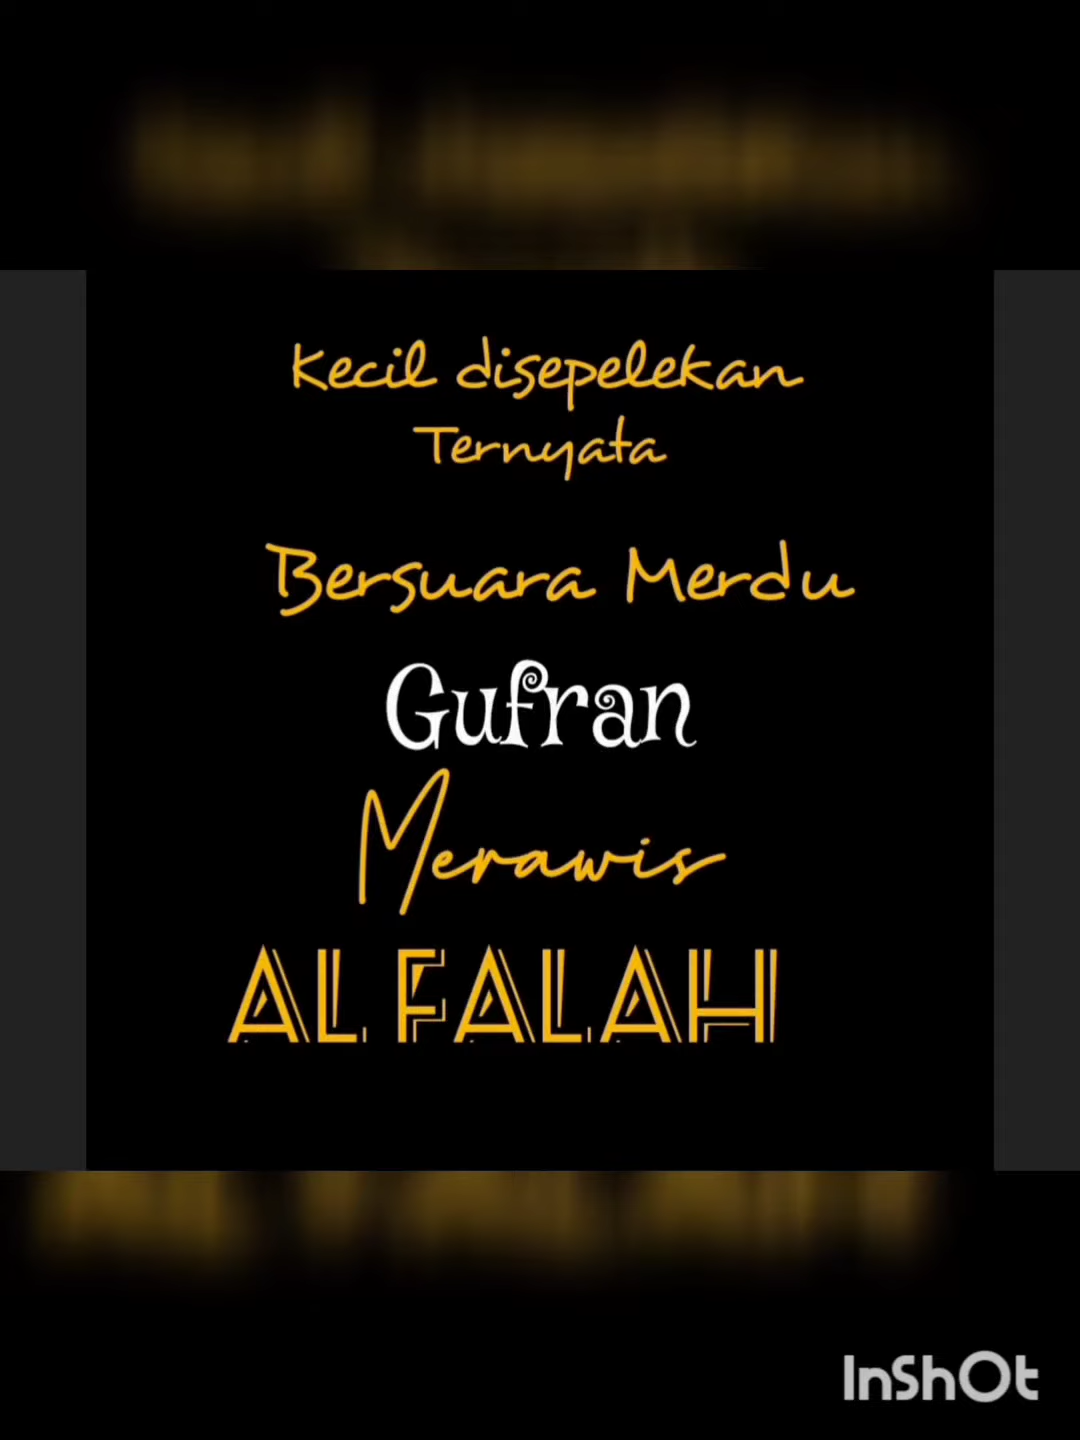 Kecil disepelekan
Ternyata
Bersuara Merdu
Gufran
Merawis
AL FALAH
InShOt